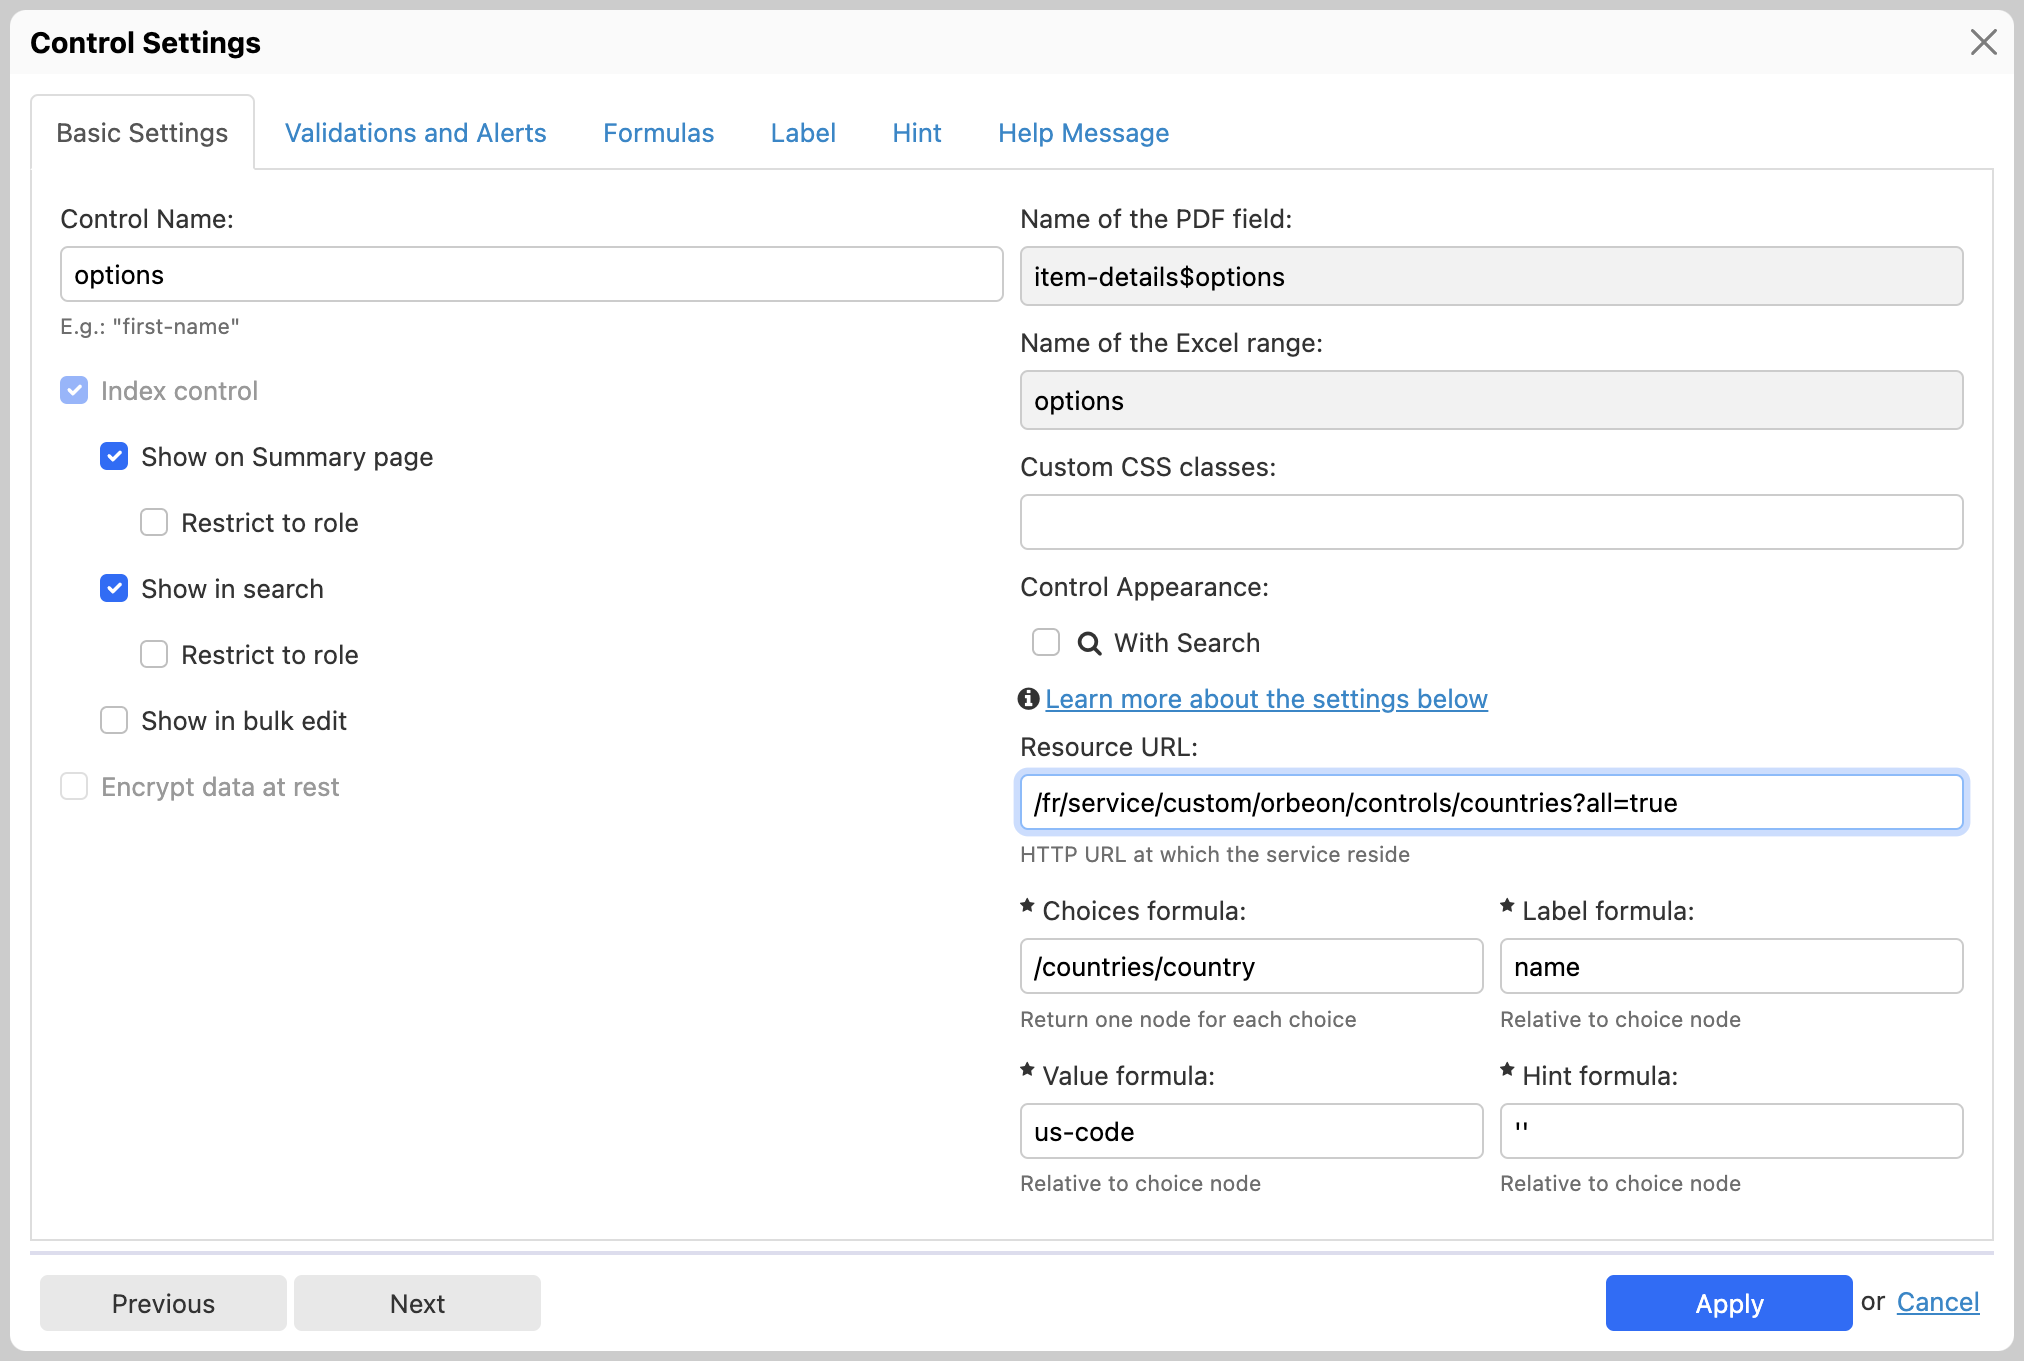 Control Settings
Basic Settings
Validations and Alerts
Formulas
Label
Hint
Help Message
Control Name:
options
E.g.: "first-name"
Index control
Show on Summary page
Restrict to role
Show in search
Restrict to role
Show in bulk edit
Encrypt data at rest
Name of the PDF field:
item-details$options
Name of the Excel range:
options
Custom CSS classes:
Control Appearance:
With Search
Learn more about the settings below
Resource URL:
/fr/service/custom/orbeon/controls/countries?all=true
HTTP URL at which the service reside
* Choices formula:
/countries/country
Return one node for each choice
* Label formula:
name
Relative to choice node
* Value formula:
us-code
Relative to choice node
* Hint formula:
''
Relative to choice node
Previous
Next
Apply or Cancel